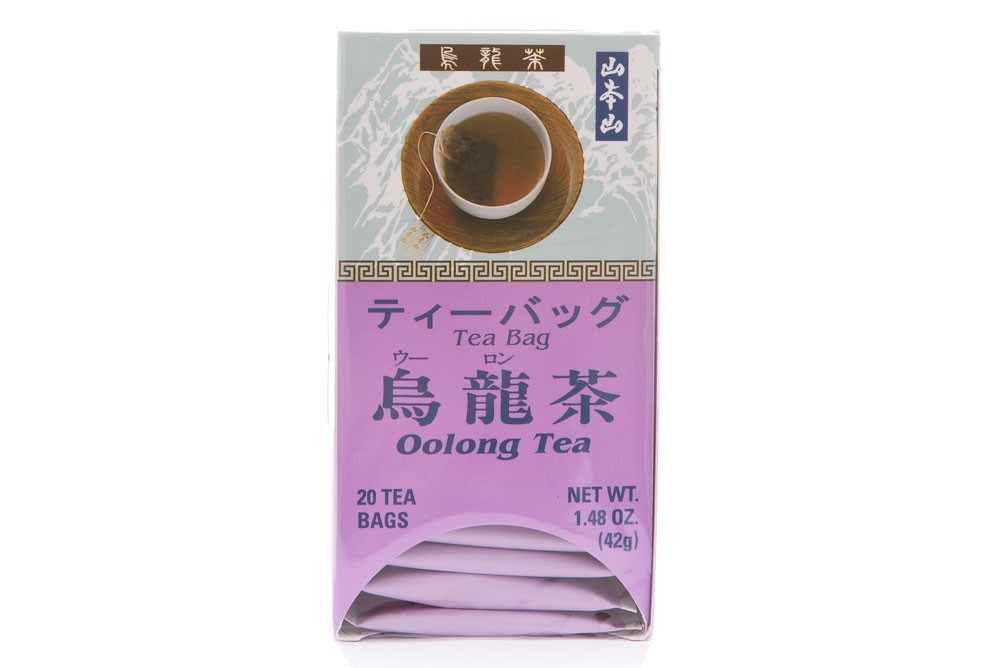 烏龍茶
山本山
ティーバッグ
Tea Bag
ウー ロン
烏龍茶
Oolong Tea
20 TEA
BAGS
NET WT.
1.48 OZ.
(42g)